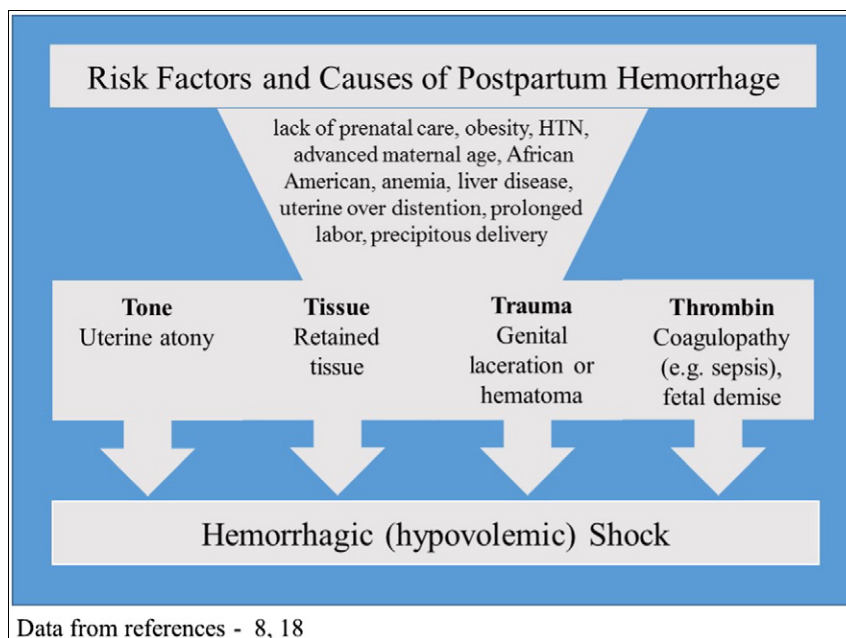 Risk Factors and Causes of Postpartum Hemorrhage
lack of prenatal care, obesity, HTN,
advanced maternal age, African
American, anemia, liver disease,
uterine over distention, prolonged
labor, precipitous delivery
Tone
Uterine atony
Tissue
Retained
tissue
Trauma
Genital
laceration or
hematoma
Thrombin
Coagulopathy
(e.g. sepsis),
fetal demise
Hemorrhagic (hypovolemic) Shock
Data from references - 8, 18